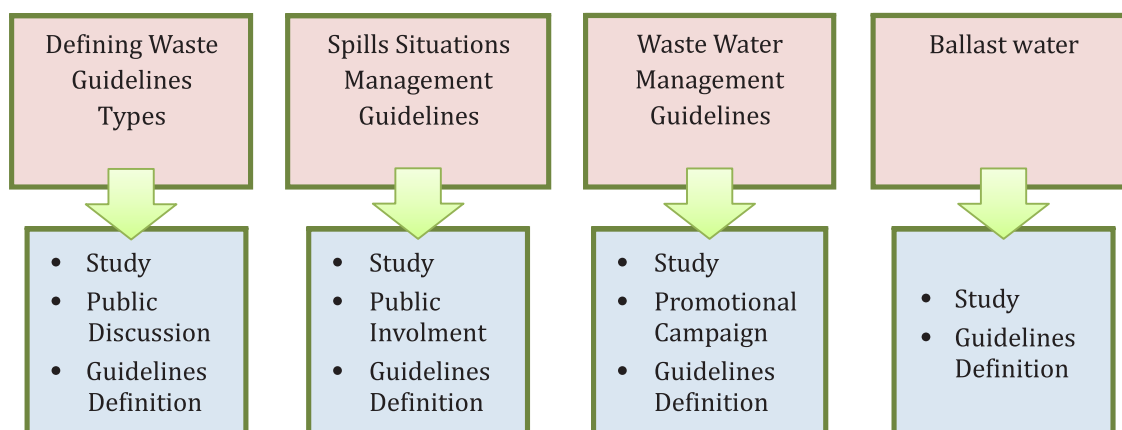 Defining Waste
Guidelines
Types
Spills Situations
Management
Guidelines
Waste Water
Management
Guidelines
Ballast water
• Study
• Public
Discussion
• Guidelines
Definition
• Study
• Public
Involment
• Guidelines
Definition
• Study
• Promotional
Campaign
• Guidelines
Definition
• Study
• Guidelines
Definition